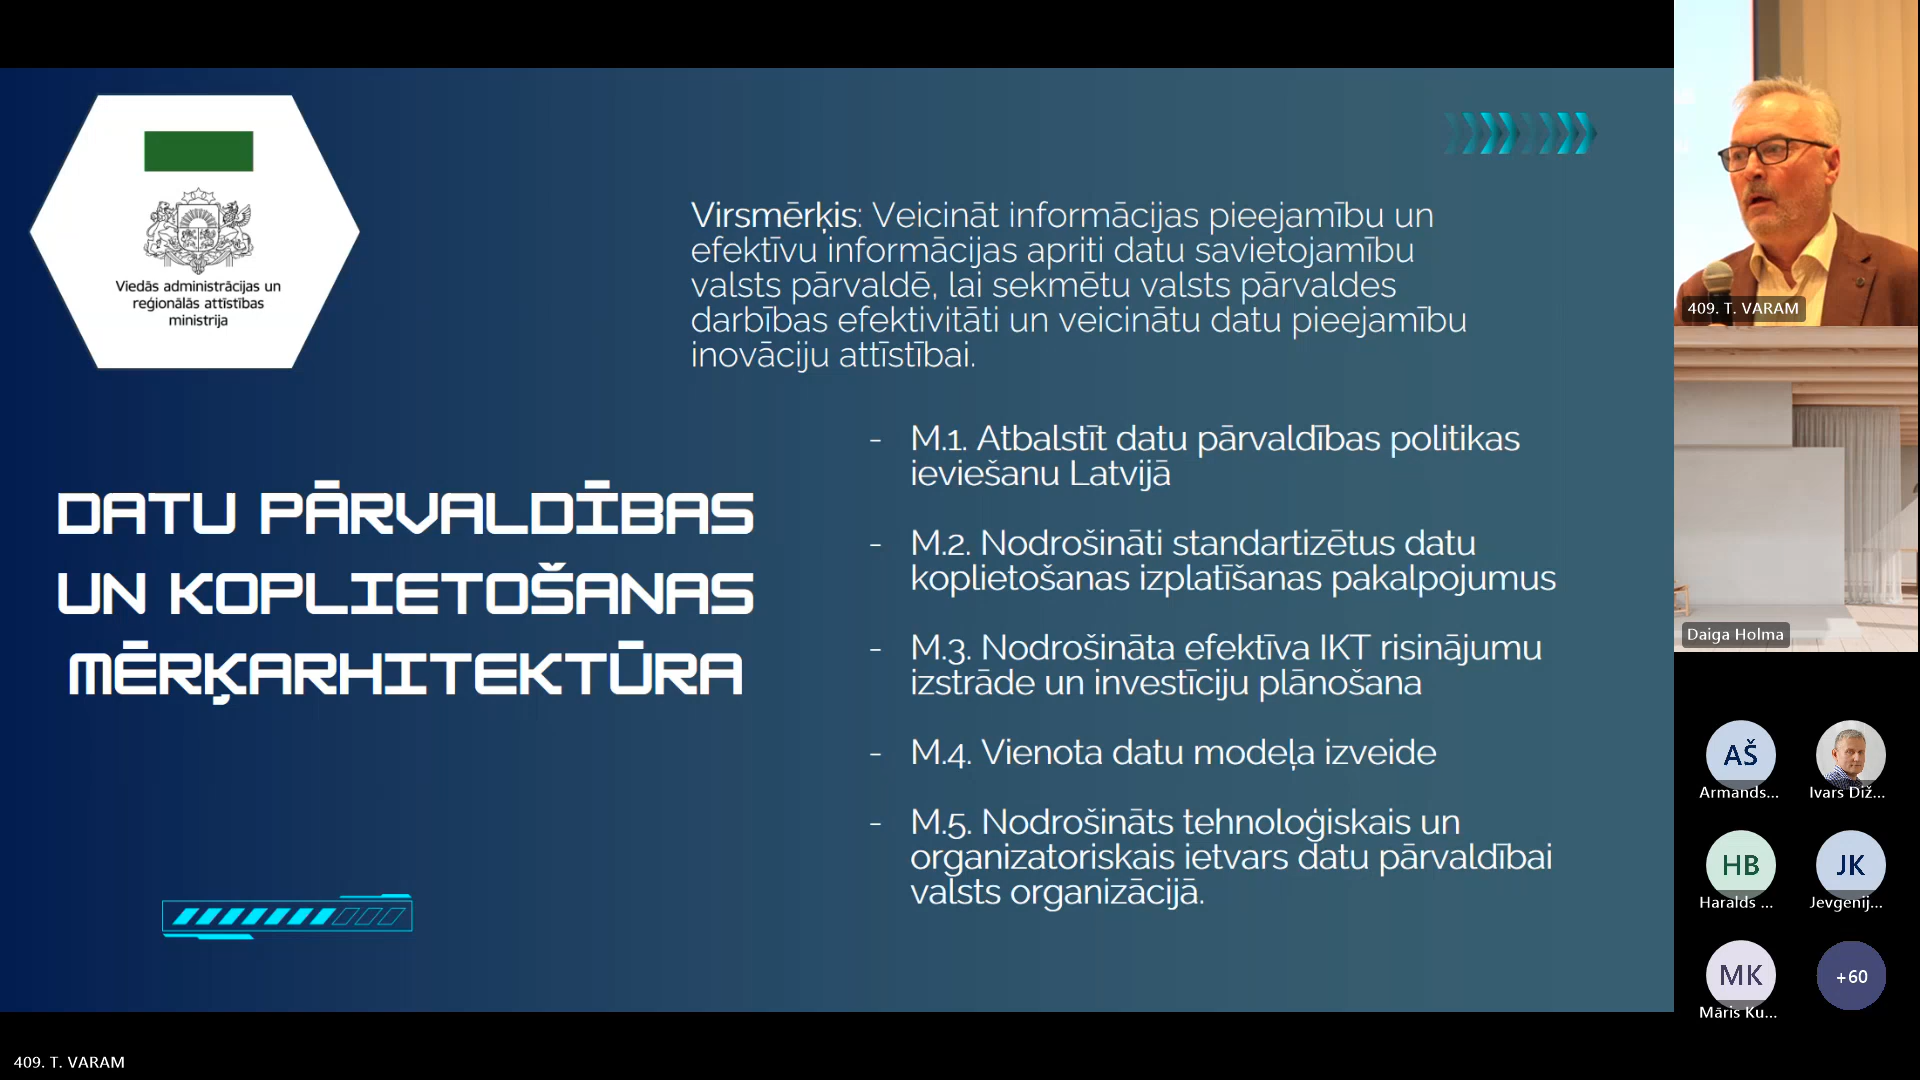 Viedās administrācijas un
reģionālās attīstības
ministrija
DATU PĀRVALDĪBAS
UN KOPLIETOŠANAS
MĒRĶARHITEKTŪRA
Virsmērķis: Veicināt informācijas pieejamību un
efektīvu informācijas apriti datu savietojamību
valsts pārvaldē, lai sekmētu valsts pārvaldes
darbības efektivitāti un veicinātu datu pieejamību
inovāciju attīstībai.
- M.1. Atbalstīt datu pārvaldības politikas
ieviešanu Latvijā
- M.2. Nodrošināti standartizētus datu
koplietošanas izplatīšanas pakalpojumus
- M.3. Nodrošināta efektīva IKT risinājumu
izstrāde un investīciju plānošana
- M.4. Vienota datu modeļa izveide
- M.5. Nodrošināts tehnoloģiskais un
organizatoriskais ietvars datu pārvaldībai
valsts organizācijā.
409. T. VARAM
Daiga Holma
AŠ
Armands...
Ivars Diž...
HB
Haralds ...
JK
Jevgenij...
MK
Māris Ku...
+60
409. T. VARAM